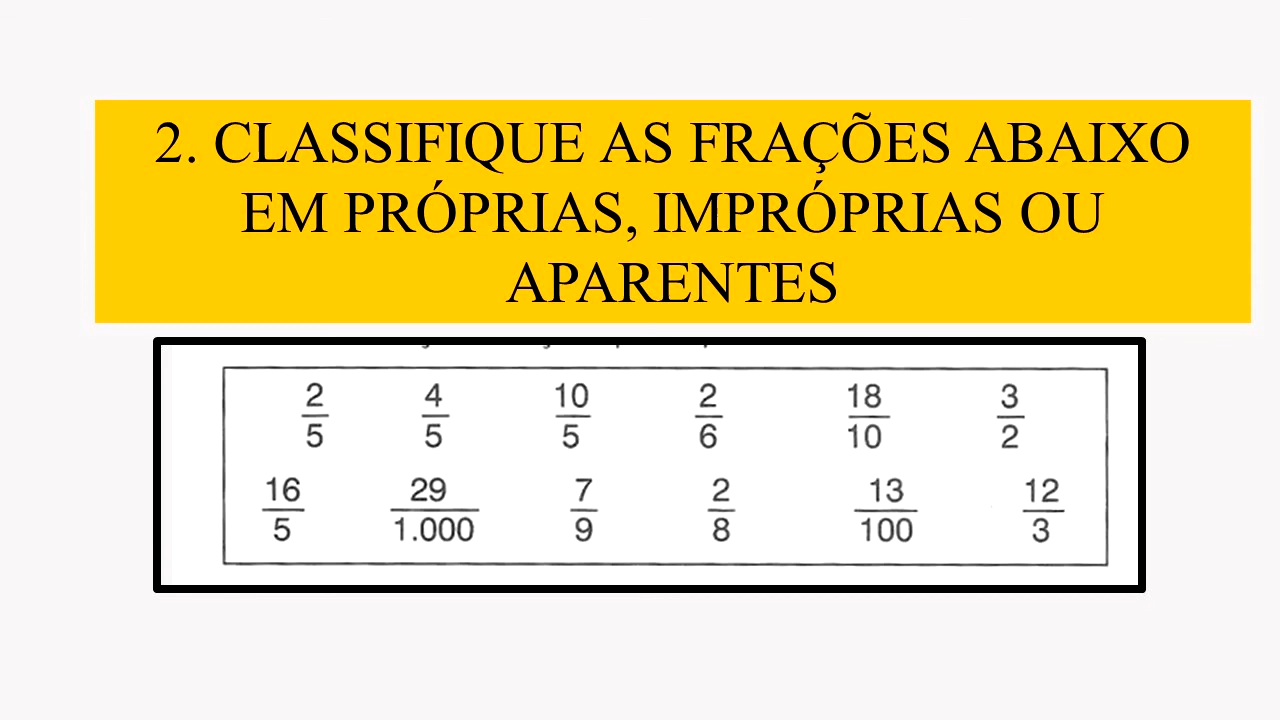 2. CLASSIFIQUE AS FRAÇÕES ABAIXO
EM PRÓPRIAS, IMPRÓPRIAS OU
APARENTES
2/5 4/5 10/5 2/6 18/10 3/2
16/5 29/1.000 7/9 2/8 13/100 12/3